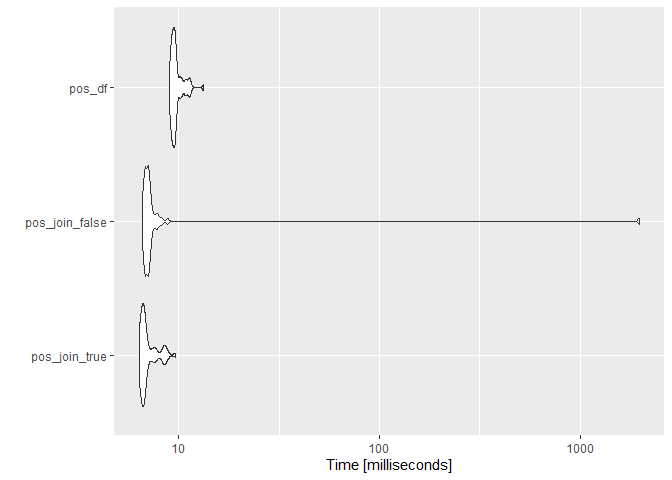 pos_df
pos_join_false
pos_join_true
10 100 1000
Time [milliseconds]